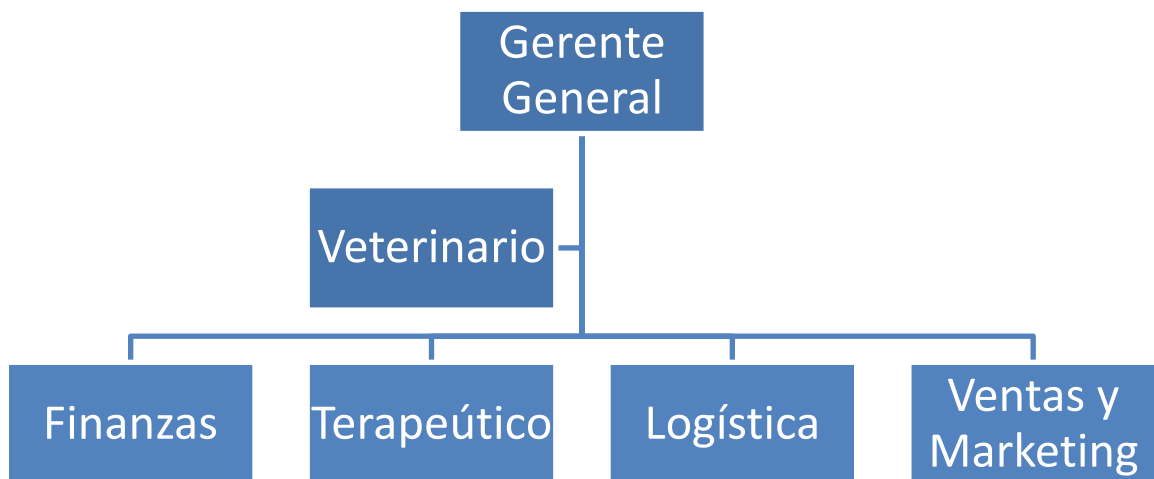 Gerente
General
Veterinario
Finanzas
Terapeútico
Logística
Ventas y
Marketing